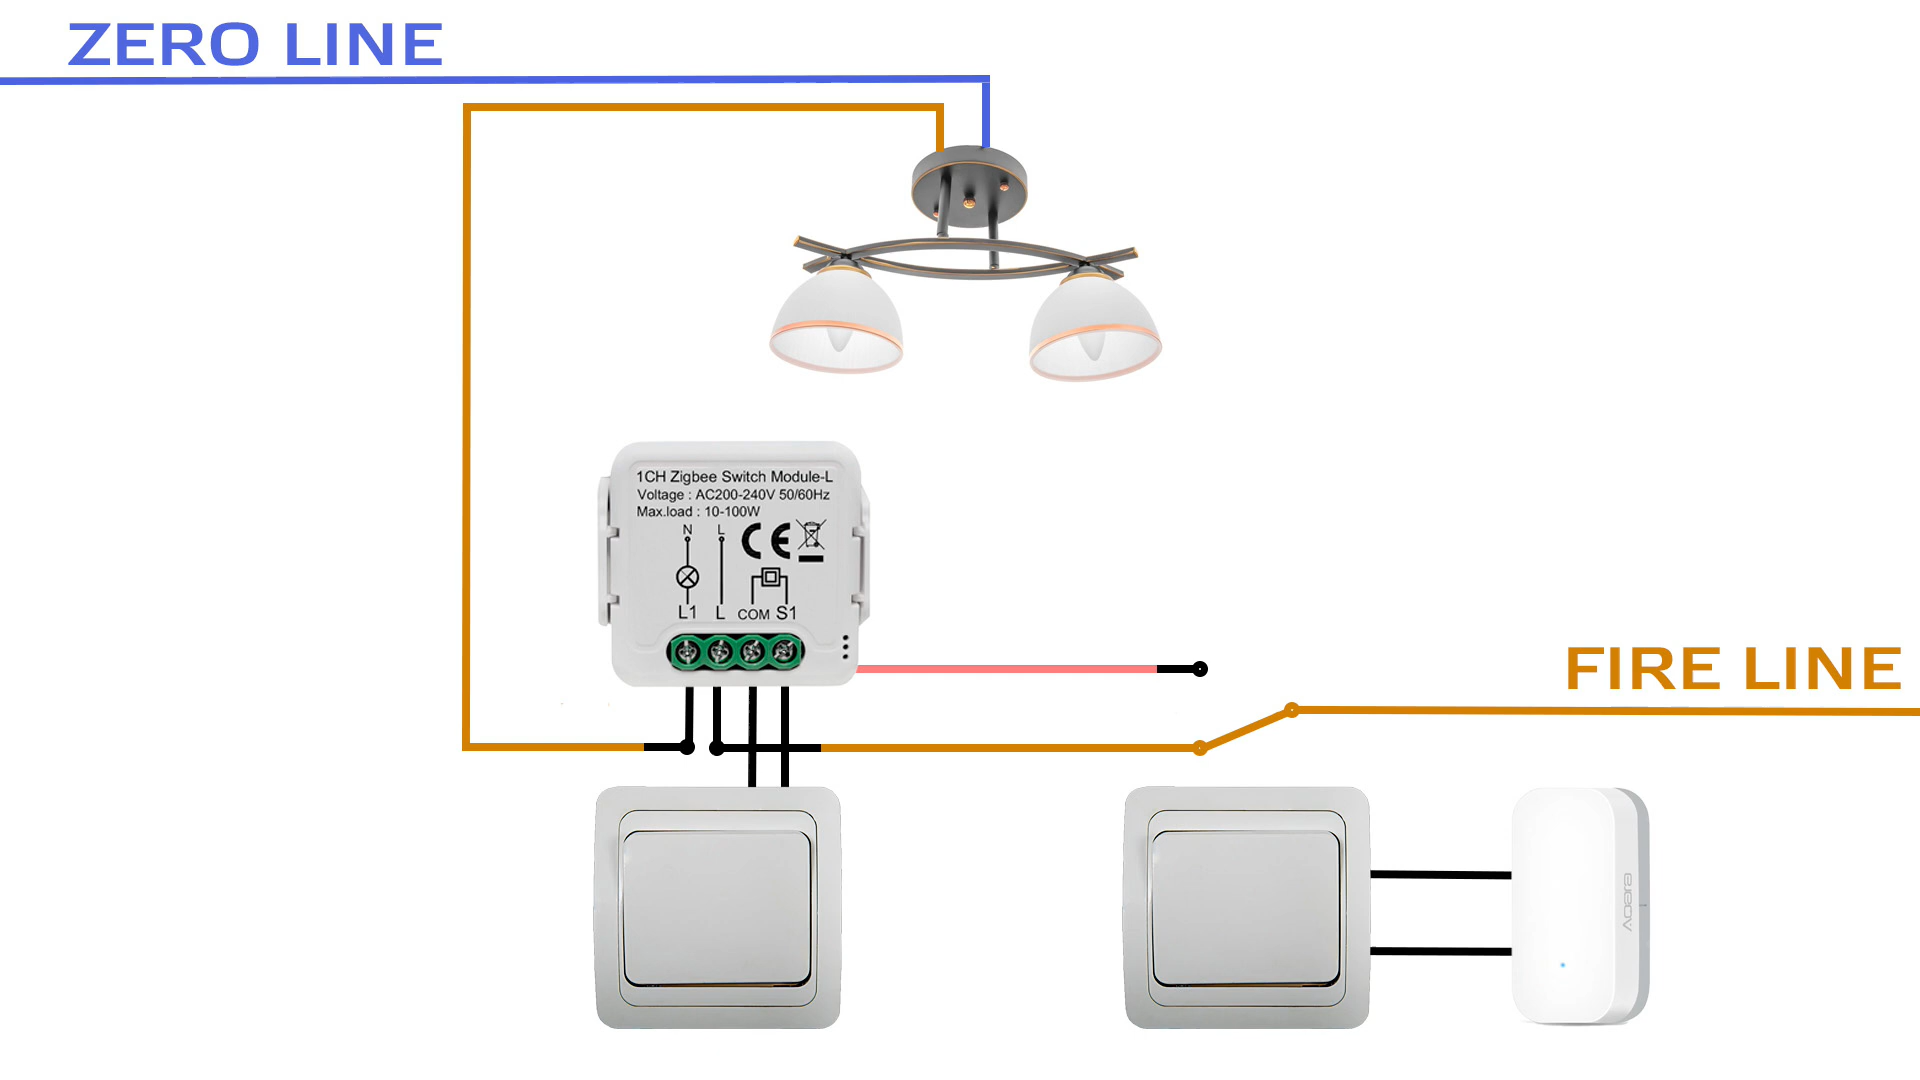 ZERO LINE
1CH Zigbee Switch Module-L
Voltage : AC200-240V 50/60Hz
Max.load : 10-100W
N L CE
L1 L COM S1
FIRE LINE
Aqara